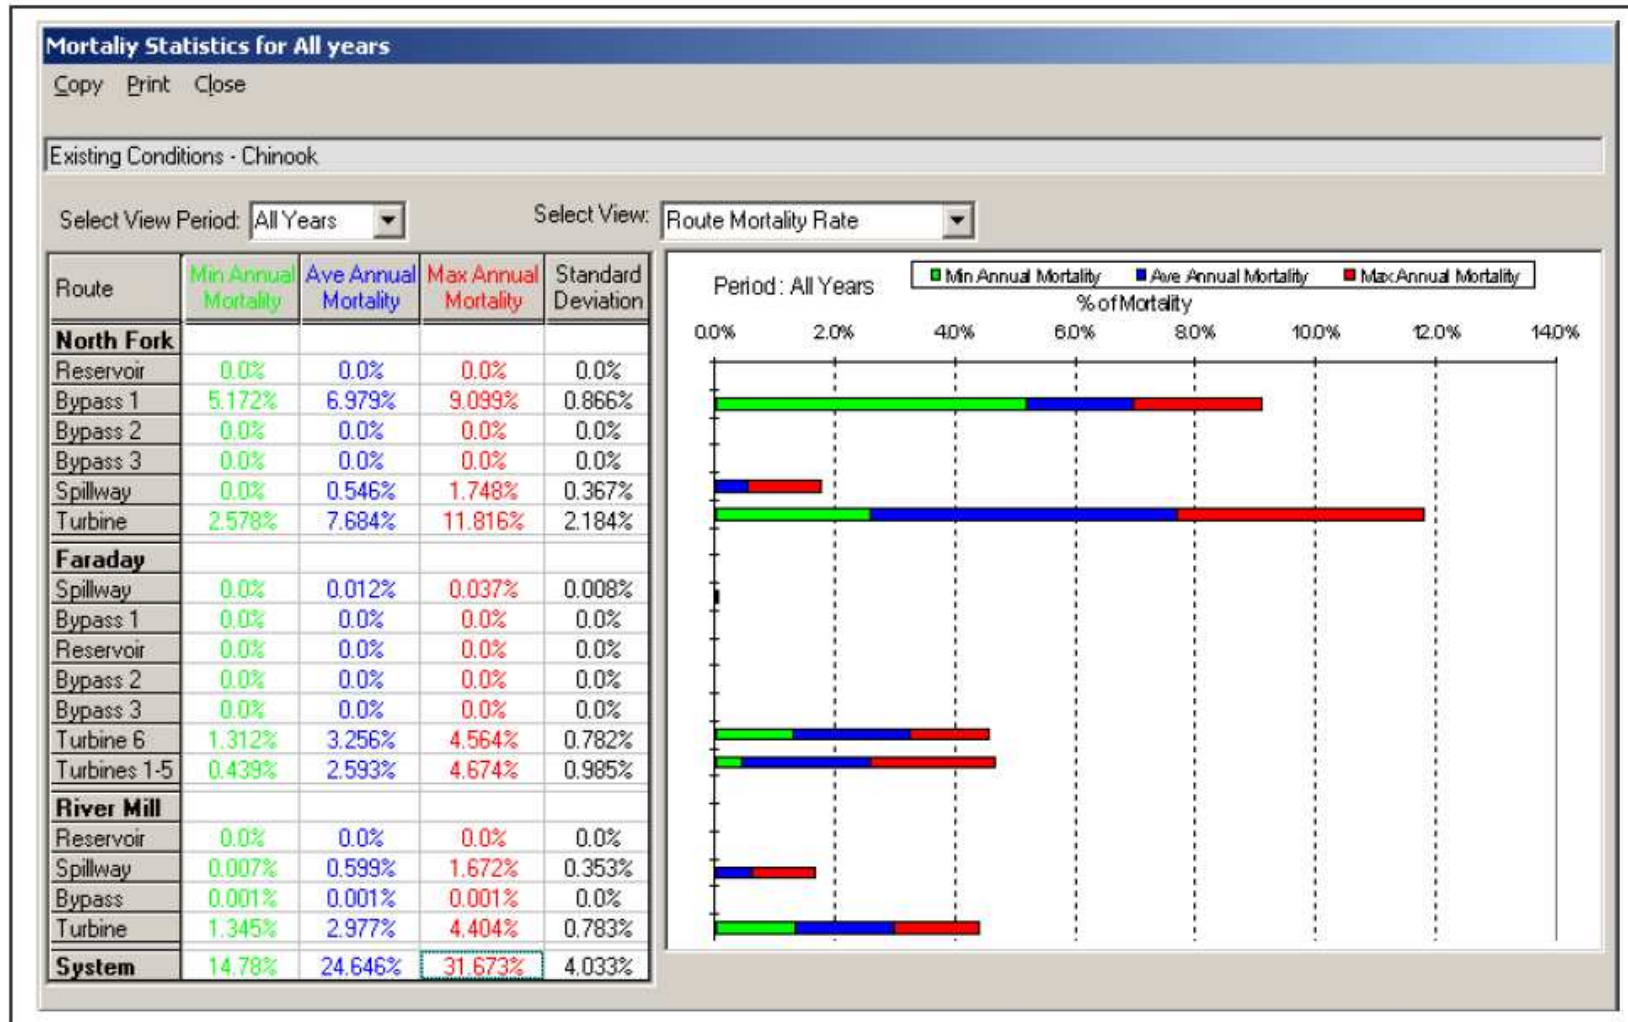 Mortaliy Statistics for All years
Copy Print Close
Existing Conditions - Chinook
Select View Period: All Years Select View: Route Mortality Rate
Route Min Annual Mortality Ave Annual Mortality Max Annual Mortality Standard Deviation
North Fork
Reservoir 0.0% 0.0% 0.0% 0.0%
Bypass 1 5.172% 6.979% 9.099% 0.866%
Bypass 2 0.0% 0.0% 0.0% 0.0%
Bypass 3 0.0% 0.0% 0.0% 0.0%
Spillway 0.0% 0.546% 1.748% 0.367%
Turbine 2.578% 7.684% 11.816% 2.184%
Faraday
Spillway 0.0% 0.012% 0.037% 0.008%
Bypass 1 0.0% 0.0% 0.0% 0.0%
Reservoir 0.0% 0.0% 0.0% 0.0%
Bypass 2 0.0% 0.0% 0.0% 0.0%
Bypass 3 0.0% 0.0% 0.0% 0.0%
Turbine 6 1.312% 3.256% 4.564% 0.782%
Turbines 1-5 0.439% 2.593% 4.674% 0.985%
River Mill
Reservoir 0.0% 0.0% 0.0% 0.0%
Spillway 0.007% 0.599% 1.672% 0.353%
Bypass 0.001% 0.001% 0.001% 0.0%
Turbine 1.345% 2.977% 4.404% 0.783%
System 14.78% 24.646% 31.673% 4.033%
Period: All Years Min Annual Mortality Ave Annual Mortality Max Annual Mortality
% of Mortality
0.0% 2.0% 4.0% 6.0% 8.0% 10.0% 12.0% 14.0%